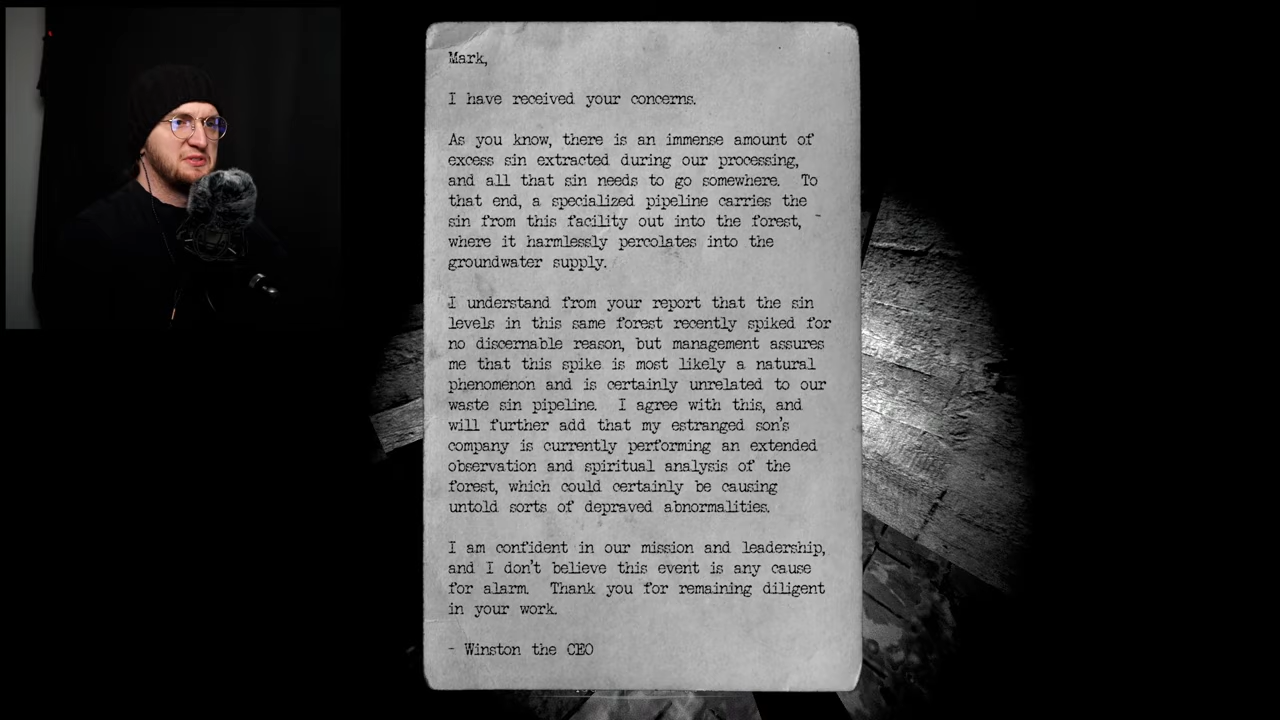 Mark,
I have received your concerns.
As you know, there is an immense amount of
excess sin extracted during our processing,
and all that sin needs to go somewhere. To
that end, a specialized pipeline carries the
sin from this facility out into the forest,
where it harmlessly percolates into the
groundwater supply.
I understand from your report that the sin
levels in this same forest recently spiked for
no discernable reason, but management assures
me that this spike is most likely a natural
phenomenon and is certainly unrelated to our
waste sin pipeline. I agree with this, and
will further add that my estranged son's
company is currently performing an extended
observation and spiritual analysis of the
forest, which could certainly be causing
untold sorts of depraved abnormalities.
I am confident in our mission and leadership,
and I don't believe this event is any cause
for alarm. Thank you for remaining diligent
in your work.
- Winston the CEO